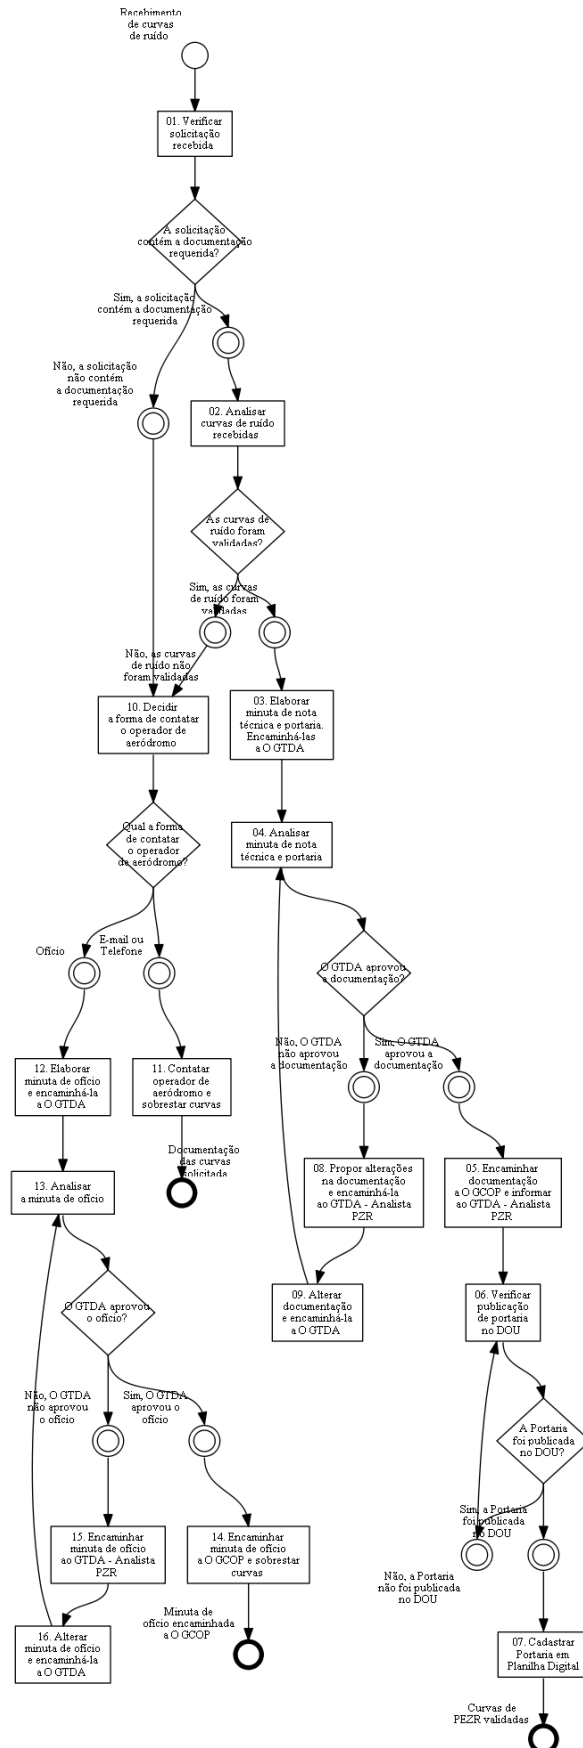 Recebimento
de curvas
de ruído
01. Verificar
solicitação
recebida
A solicitação
contém a documentação
requerida?
Sim, a solicitação
contém a documentação
requerida
Não, a solicitação
não contém
a documentação
requerida
02. Analisar
curvas de ruído
recebidas
As curvas de
ruído foram
validadas?
Sim, as curvas
de ruído foram
validadas
Não, as curvas
de ruído não
foram validadas
10. Decidir
a forma de contatar
o operador de
aeródromo
03. Elaborar
minuta de nota
técnica e portaria.
Encaminhá-las
a O GTDA
Qual a forma
de contatar
o operador
de aeródromo?
04. Analisar
minuta de nota
técnica e portaria
Ofício
E-mail ou
Telefone
O GTDA aprovou
a documentação?
12. Elaborar
minuta de ofício
e encaminhá-la
a O GTDA
11. Contatar
operador de
aeródromo e
sobrestar curvas
Não, O GTDA
não aprovou
a documentação
Sim, O GTDA
aprovou a
documentação
Documentação
das curvas
solicitada
13. Analisar
a minuta de ofício
08. Propor alterações
na documentação
e encaminhá-la
ao GTDA - Analista
PZR
05. Encaminhar
documentação
a O GCOP e informar
ao GTDA - Analista
PZR
O GTDA aprovou
o ofício?
09. Alterar
documentação
e encaminhá-la
a O GTDA
06. Verificar
publicação
de portaria
no DOU
Não, O GTDA
não aprovou
o ofício
Sim, O GTDA
aprovou o
ofício
A Portaria
foi publicada
no DOU?
15. Encaminhar
minuta de ofício
ao GTDA - Analista
PZR
14. Encaminhar
minuta de ofício
a O GCOP e sobrestar
curvas
Sim, a Portaria
foi publicada
no DOU
Não, a Portaria
não foi publicada
no DOU
16. Alterar
minuta de ofício
e encaminhá-la
a O GTDA
Minuta de
ofício encaminhada
a O GCOP
07. Cadastrar
Portaria em
Planilha Digital
Curvas de
PEZR validadas